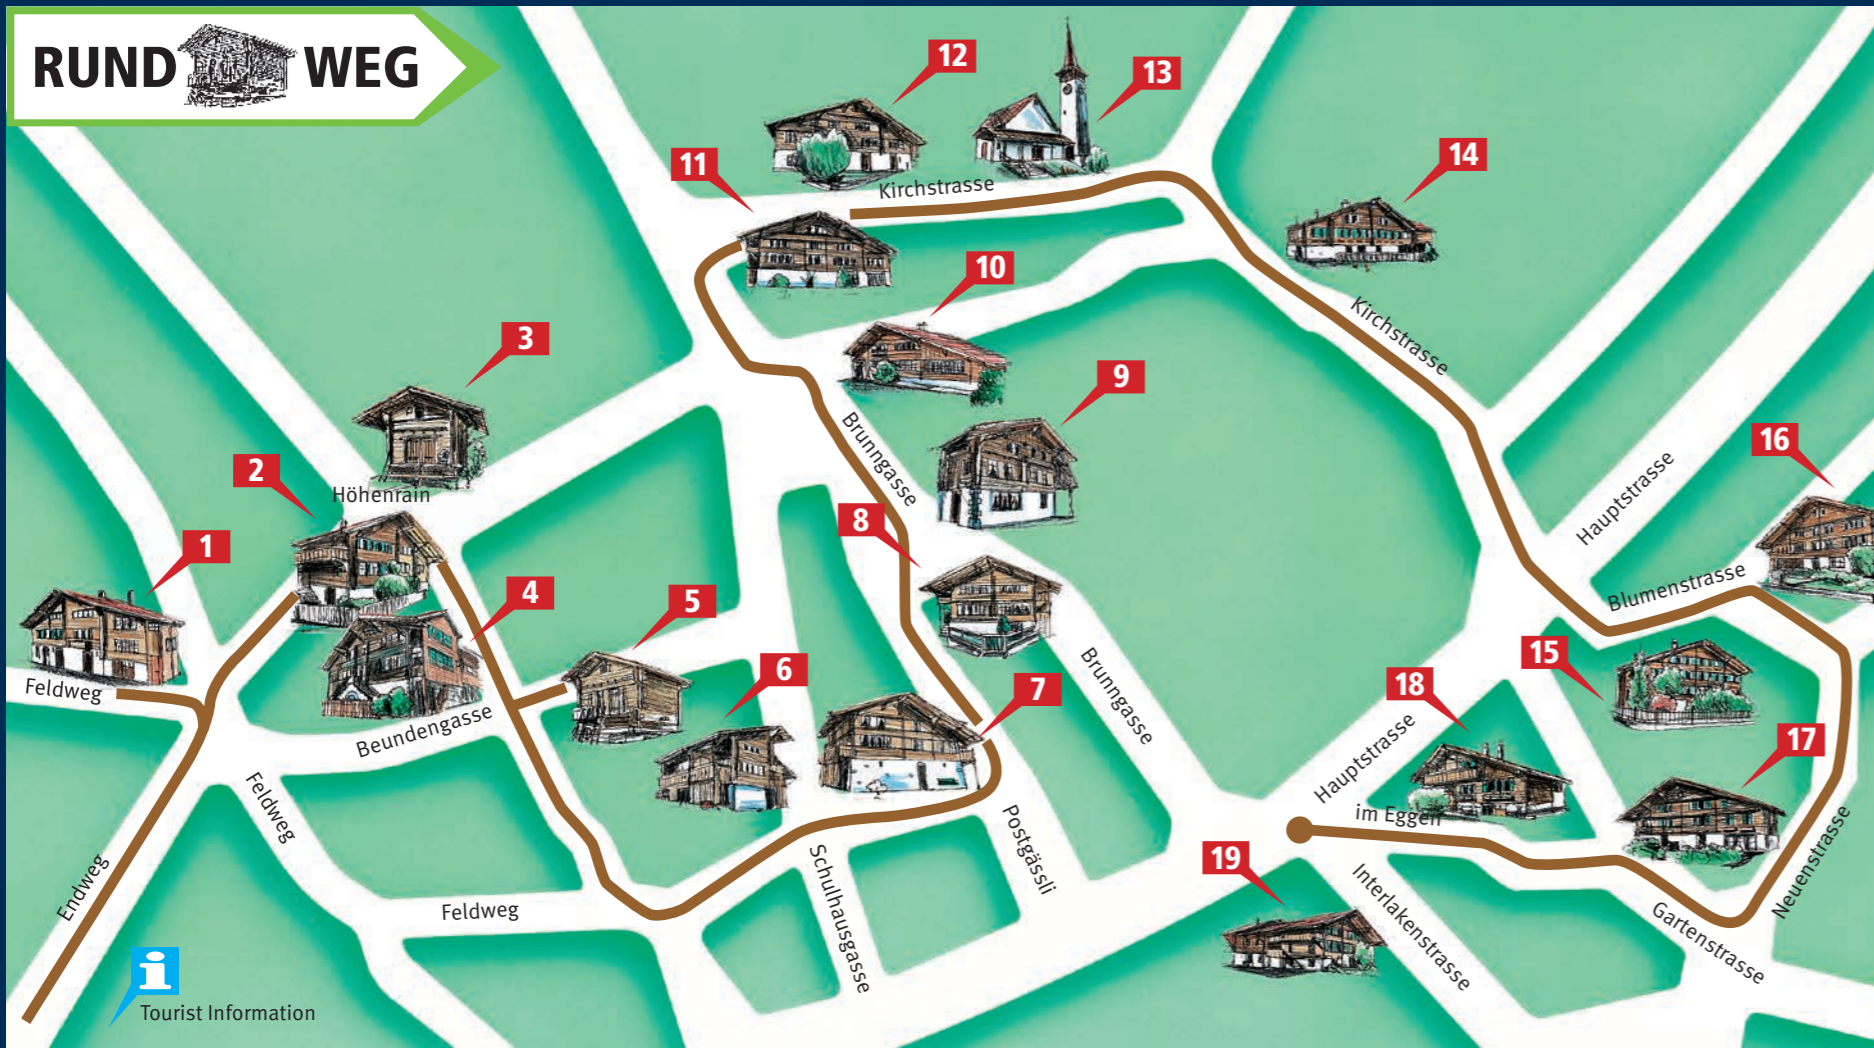 RUND WEG
12
13
11
14
Kirchstrasse
10
3
Kirchstrasse
9
Brunngasse
16
2
Höhenrain
Hauptstrasse
8
1
4
5
Blumenstrasse
6
15
Feldweg
7
18
Brunngasse
Beundengasse
17
Hauptstrasse
im Eggen
Feldweg
Postgässli
19
Endweg
Schulhausgasse
Neuenstrasse
Feldweg
Interlakenstrasse
Gartenstrasse
i
Tourist Information